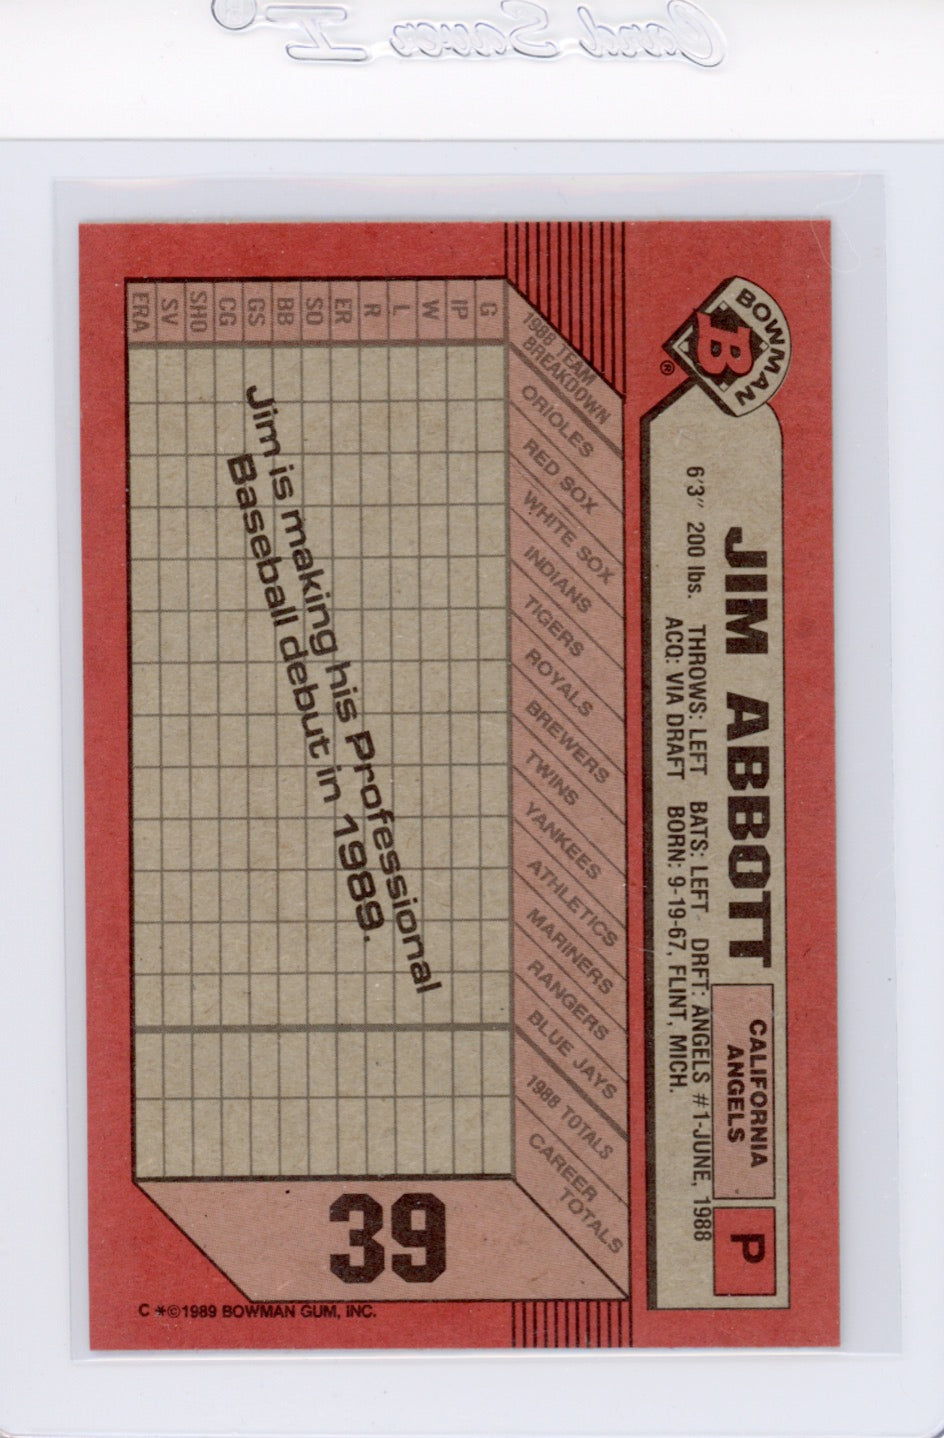 Card Saver I
BOWMAN
B
®
JIM ABBOTT
CALIFORNIA
ANGELS
P
6'3" 200 lbs. THROWS: LEFT BATS: LEFT DRFT: ANGELS #1-JUNE, 1988
ACQ: VIA DRAFT BORN: 9-19-67, FLINT, MICH.
1988 TEAM
BREAKDOWN
ORIOLES
RED SOX
WHITE SOX
INDIANS
TIGERS
ROYALS
BREWERS
TWINS
YANKEES
ATHLETICS
MARINERS
RANGERS
BLUE JAYS
1988 TOTALS
CAREER
TOTALS
G
IP
W
L
R
ER
SO
BB
GS
CG
SHO
SV
ERA
Jim is making his Professional
Baseball debut in 1989.
39
C *©1989 BOWMAN GUM, INC.